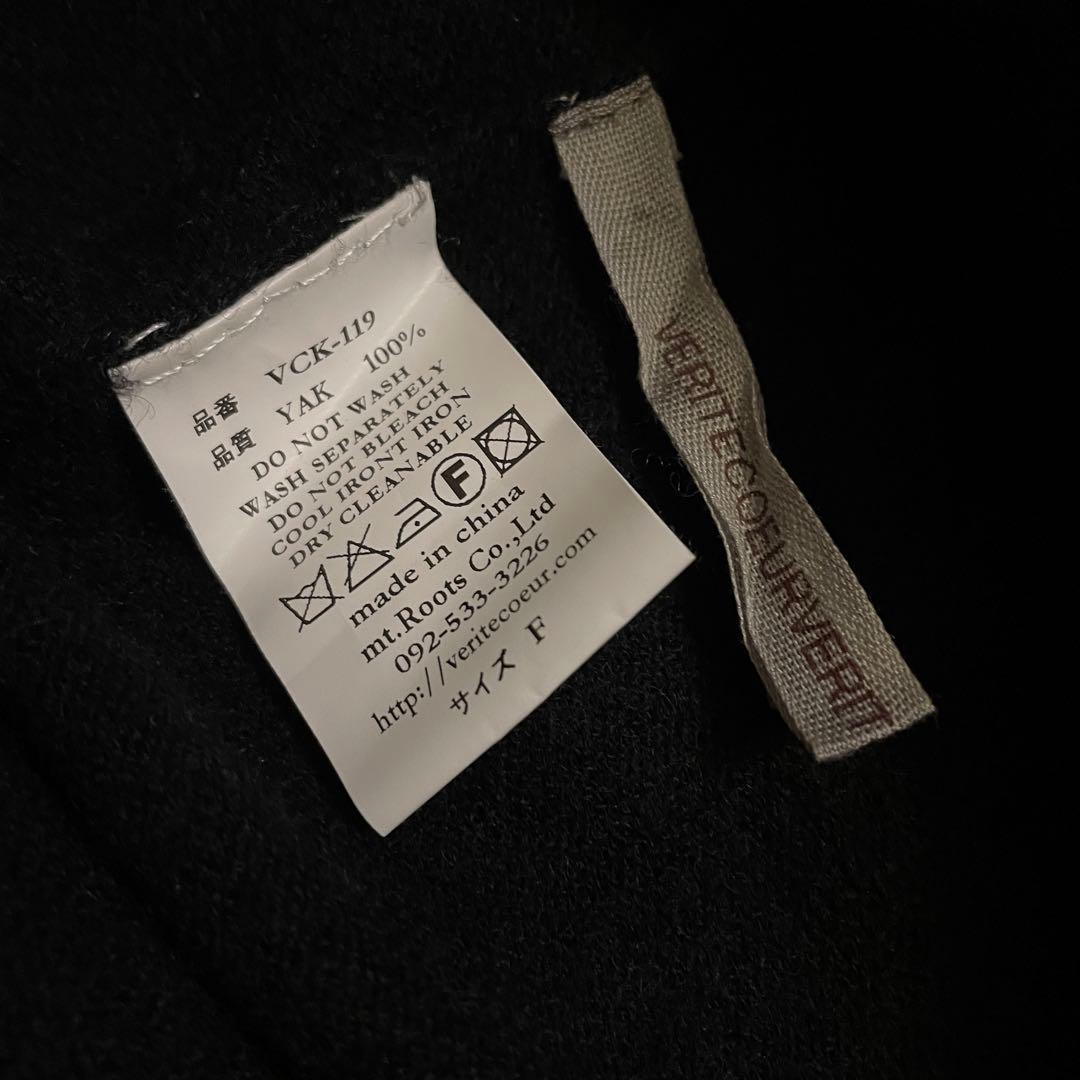 品番 VCK-119
品質 YAK 100%
DO NOT WASH
WASH SEPARATELY
DO NOT BLEACH
COOL IRONT IRON
DRY CLEANABLE
F
made in china
mt.Roots Co.,Ltd
092-533-3226
http://veritecoeur.com
サイズ F
VERITECOEURVERIT